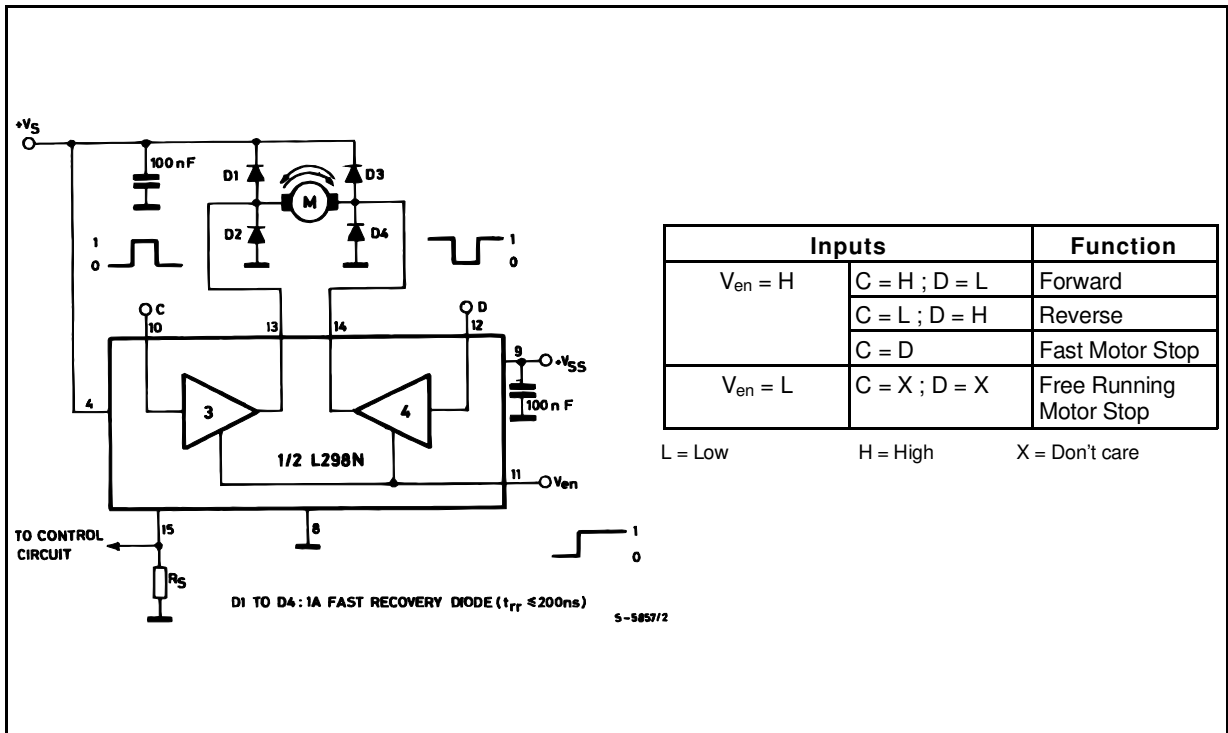 +VS
100nF
D1
D3
M
D2
D4
1
0
1
0
C
D
10
13
14
12
9
+VSS
4
3
4
100nF
1/2 L298N
11
Ven
15
8
TO CONTROL
CIRCUIT
1
0
RS
D1 TO D4 : 1A FAST RECOVERY DIODE (trr ≤ 200ns)
S-5857/2
Inputs Function
Ven = H C = H ; D = L Forward
C = L ; D = H Reverse
C = D Fast Motor Stop
Ven = L C = X ; D = X Free Running
Motor Stop
L = Low H = High X = Don't care